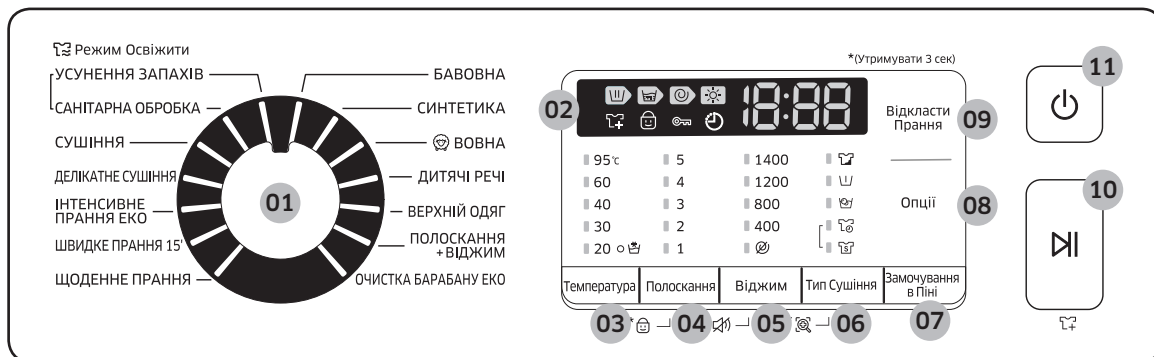 Режим Освіжити
УСУНЕННЯ ЗАПАХІВ
САНІТАРНА ОБРОБКА
СУШІННЯ
ДЕЛІКАТНЕ СУШІННЯ
ІНТЕНСИВНЕ
ПРАННЯ ЕКО
ШВИДКЕ ПРАННЯ 15'
ЩОДЕННЕ ПРАННЯ
01
БАВОВНА
СИНТЕТИКА
ВОВНА
ДИТЯЧІ РЕЧІ
ВЕРХНІЙ ОДЯГ
ПОЛОСКАННЯ
+ВІДЖИМ
ОЧИСТКА БАРАБАНУ ЕКО
*(Утримувати 3 сек)
02
18:88
95℃ 5 1400
60 4 1200
40 3 800
30 2 400
20 1
Відкласти
Прання
09
Опції
08
Температура
Полоскання
Віджим
Тип Сушіння
Замочування
в Піні
03
*
04
05
06
07
11
10